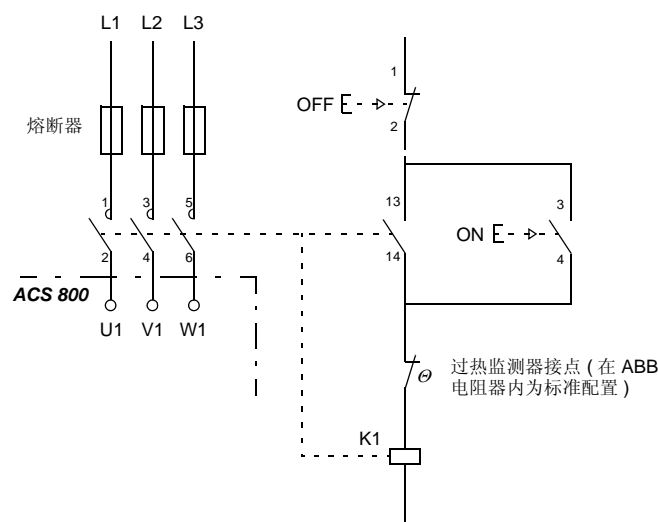 L1 L2 L3
熔断器
1 3 5
2 4 6
ACS 800
U1 V1 W1
1
OFF
2
13
14
3
ON
4
Θ
过热监测器接点 ( 在 ABB
电阻器内为标准配置 )
K1